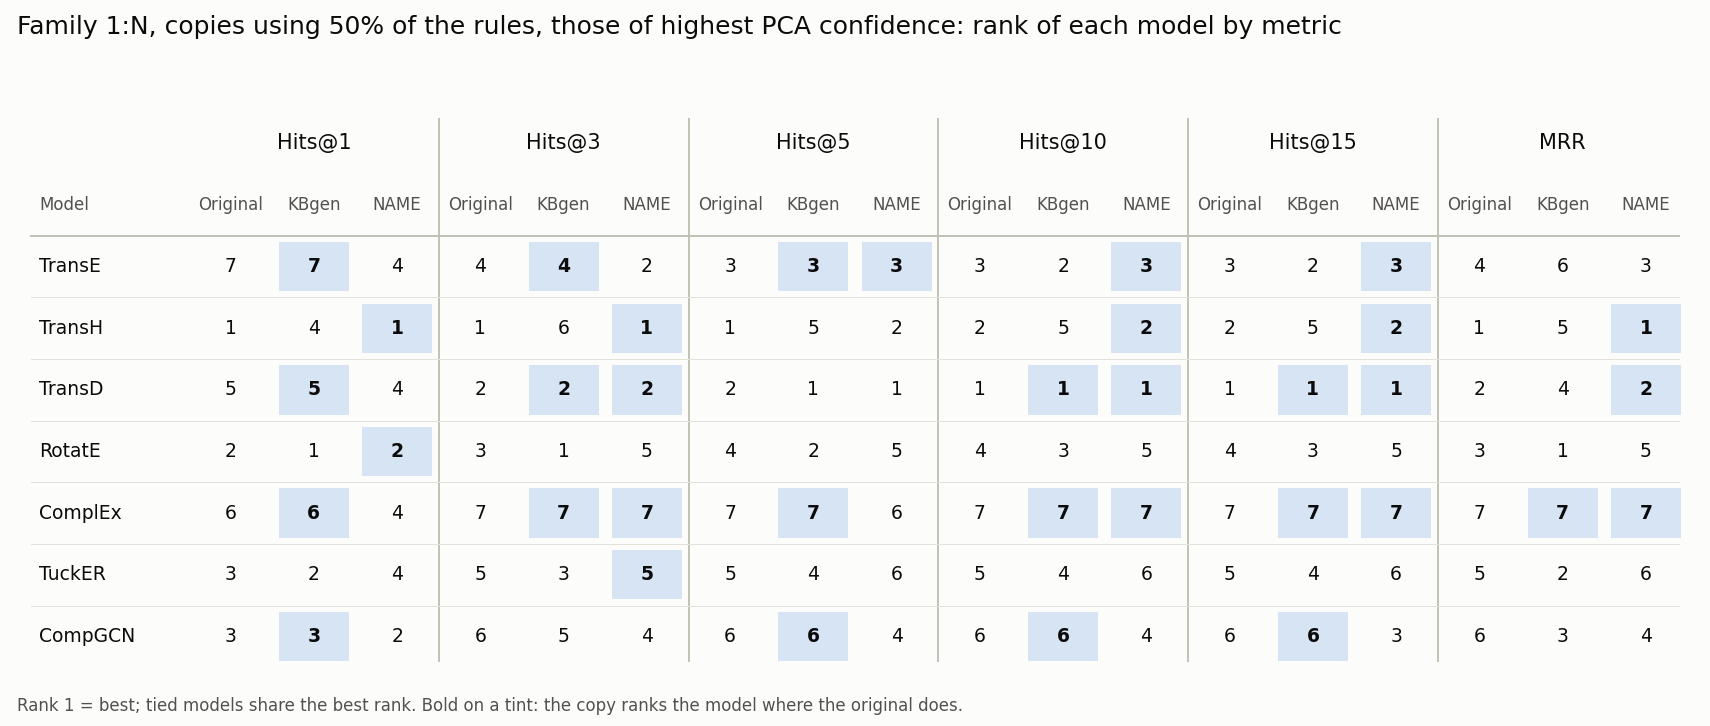 Family 1:N, copies using 50% of the rules, those of highest PCA confidence: rank of each model by metric
Hits@1 Hits@3 Hits@5 Hits@10 Hits@15 MRR
Model Original KBgen NAME Original KBgen NAME Original KBgen NAME Original KBgen NAME Original KBgen NAME Original KBgen NAME
TransE 7 7 4 4 4 2 3 3 3 3 2 3 3 2 3 4 6 3
TransH 1 4 1 1 6 1 1 5 2 2 5 2 2 5 2 1 5 1
TransD 5 5 4 2 2 2 2 1 1 1 1 1 1 1 1 2 4 2
RotatE 2 1 2 3 1 5 4 2 5 4 3 5 4 3 5 3 1 5
ComplEx 6 6 4 7 7 7 7 7 6 7 7 7 7 7 7 7 7 7
TuckER 3 2 4 5 3 5 5 4 6 5 4 6 5 4 6 5 2 6
CompGCN 3 3 2 6 5 4 6 6 4 6 6 4 6 6 3 6 3 4
Rank 1 = best; tied models share the best rank. Bold on a tint: the copy ranks the model where the original does.